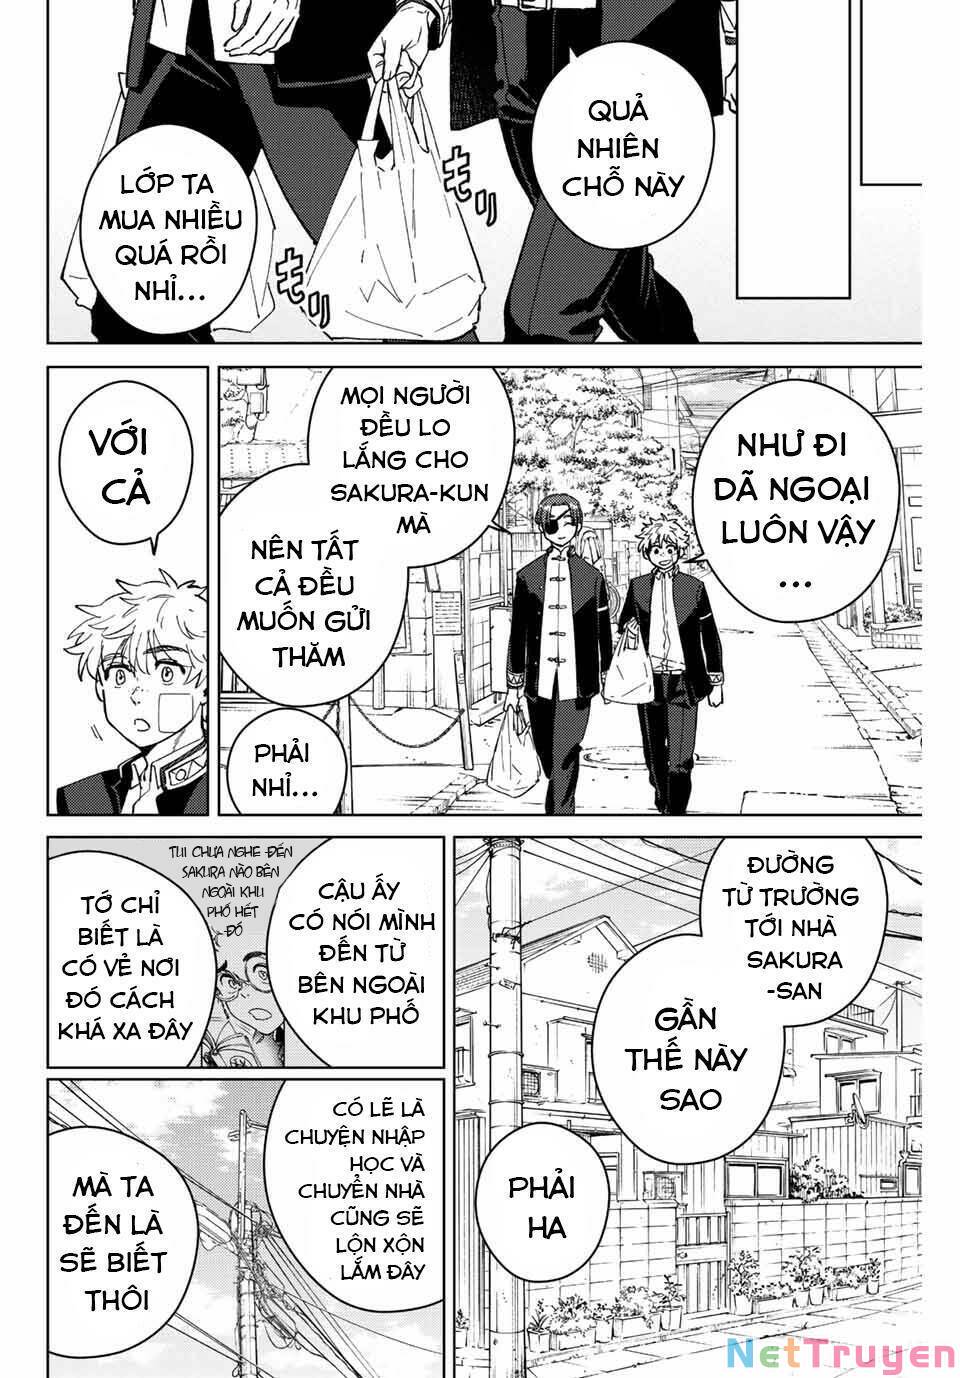 QUẢ
NHIÊN
CHỖ NÀY
もりもり
LỚP TA
MUA NHIỀU
QUÁ RỒI
NHỈ...
NHƯ ĐI
DÃ NGOẠI
LUÔN VẬY
...
MỌI NGƯỜI
ĐỀU LO
LẮNG CHO
SAKURA-KUN
MÀ
NÊN TẤT
CẢ ĐỀU
MUỐN GỬI
THĂM
PHẢI
NHỈ...
VỚI
CẢ
ĐƯỜNG
TỪ TRƯỜNG
TỚI NHÀ
SAKURA
-SAN
GẦN
THẾ NÀY
SAO
PHẢI
HA
CẬU ẤY
CÓ NÓI MÌNH
ĐẾN TỪ
BÊN NGOÀI
KHU PHỐ
TUI CHƯA NGHE ĐẾN
SAKURA NÀO BÊN
NGOÀI KHU
PHỐ HẾT
ĐÓ
TỚ CHỈ
BIẾT LÀ
CÓ VẺ NƠI
ĐÓ CÁCH
KHÁ XA ĐÂY
CÓ LẼ LÀ
CHUYỆN NHẬP
HỌC VÀ
CHUYỂN NHÀ
CŨNG SẼ
LỘN XỘN
LẮM ĐÂY
MÀ TA
ĐẾN LÀ
SẼ BIẾT
THÔI
NetTruyen